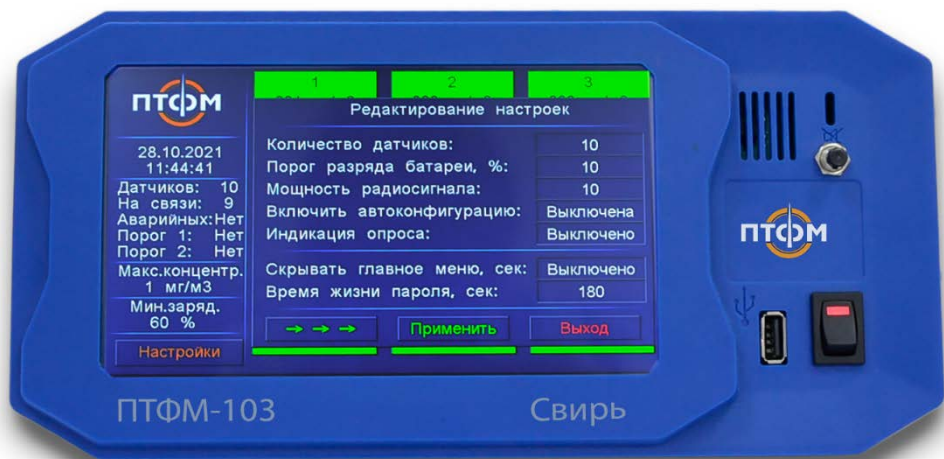 ПТФМ
28.10.2021
11:44:41
Датчиков: 10
На связи: 9
Аварийных:Нет
Порог 1: Нет
Порог 2: Нет
Макс.концентр.
1 мг/м3
Мин.заряд.
60 %
Настройки
1 2 3
Редактирование настроек
Количество датчиков: 10
Порог разряда батареи, %: 10
Мощность радиосигнала: 10
Включить автоконфигурацию: Выключена
Индикация опроса: Выключено
Скрывать главное меню, сек: Выключено
Время жизни пароля, сек: 180
→ → → Применить Выход
ПТФМ
ПТФМ-103 Свирь